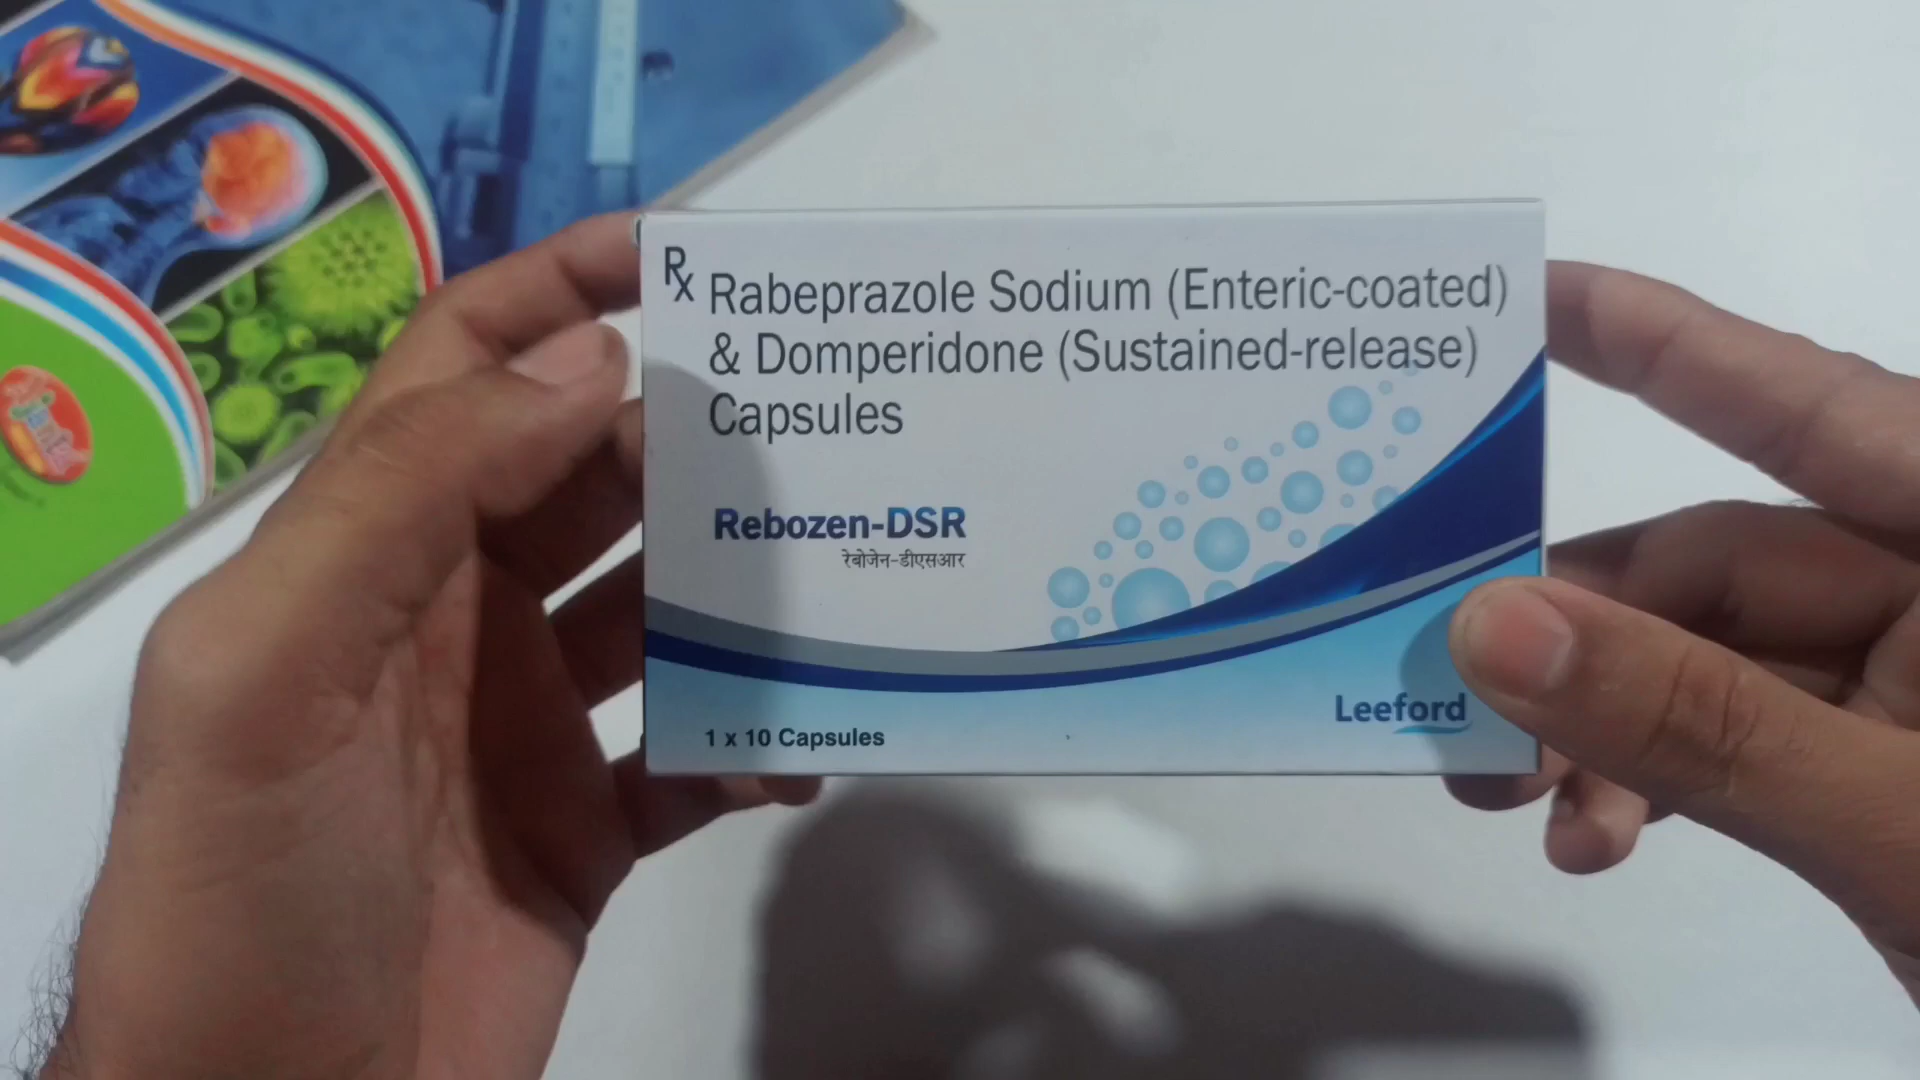 Rx Rabeprazole Sodium (Enteric-coated)
& Domperidone (Sustained-release)
Capsules
Rebozen-DSR
रेबोजेन-डीएसआर
Leeford
1 x 10 Capsules